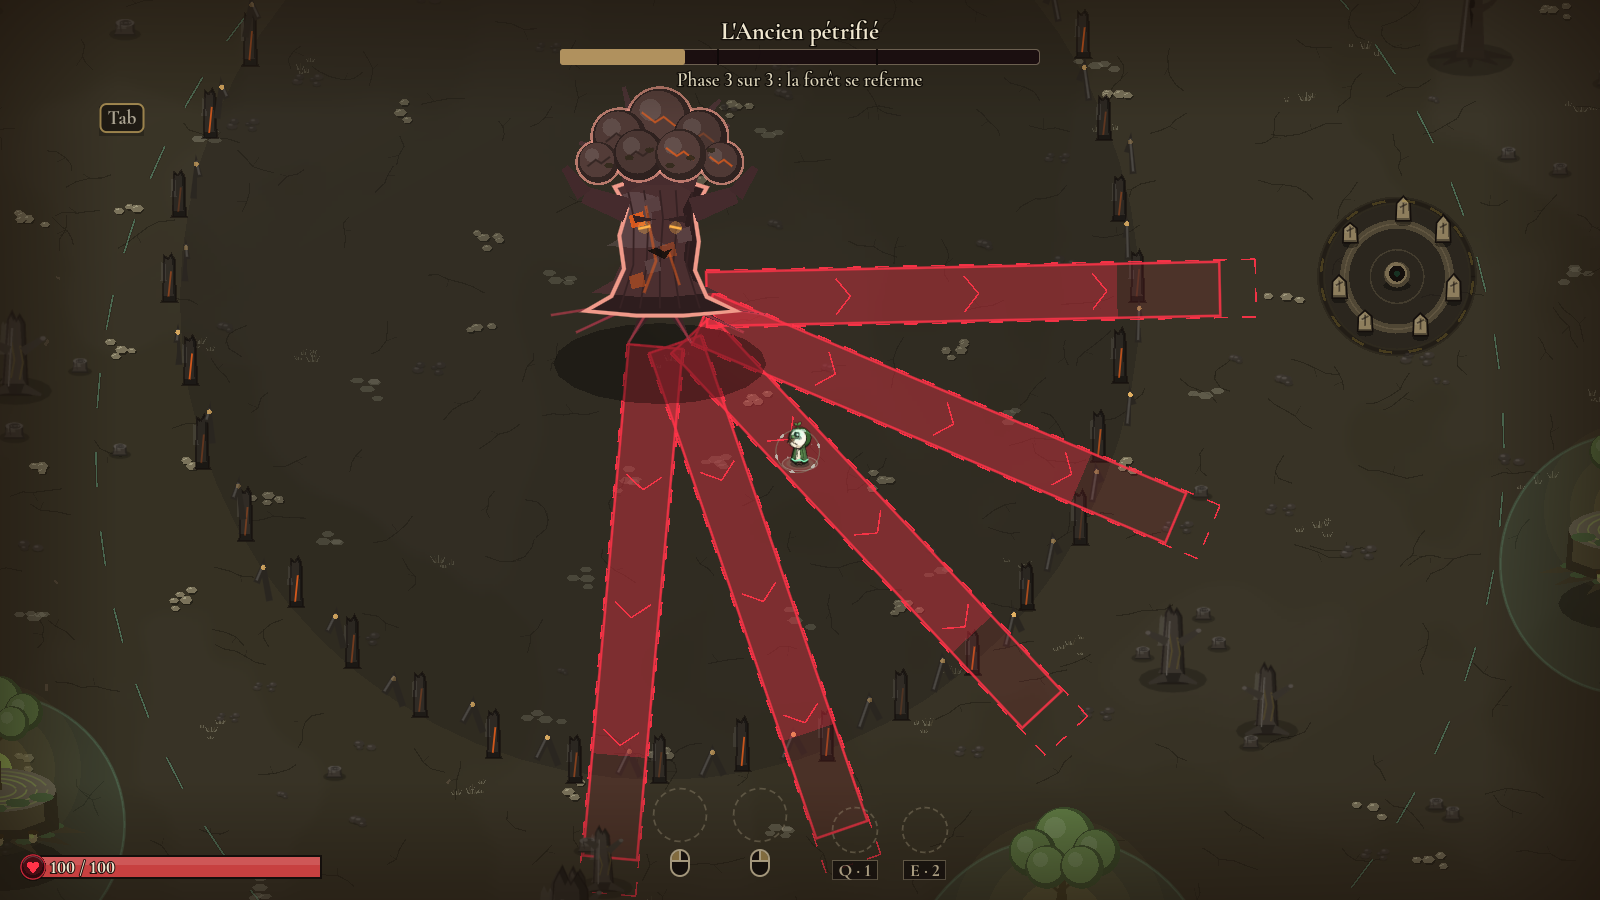 L'Ancien pétrifié
Phase 3 sur 3 : la forêt se referme
Tab
100 / 100
Q · 1
E · 2